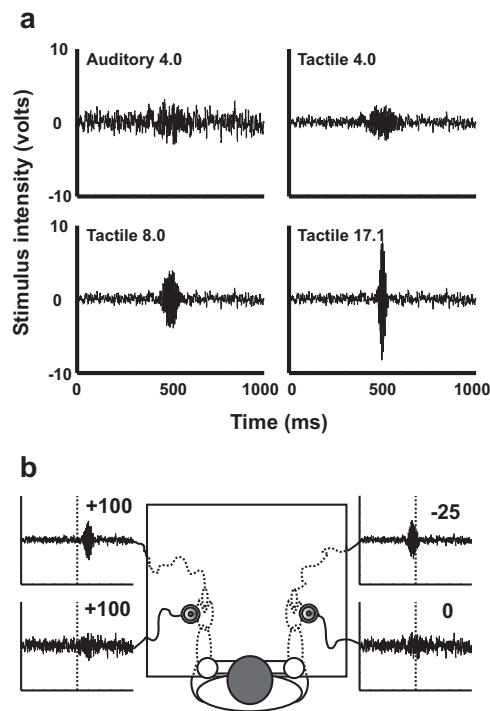 a
Stimulus intensity (volts)
10
0
-10
Auditory 4.0
Tactile 4.0
10
0
-10
Tactile 8.0
Tactile 17.1
0 500 1000 0 500 1000
Time (ms)
b
+100
-25
+100
0